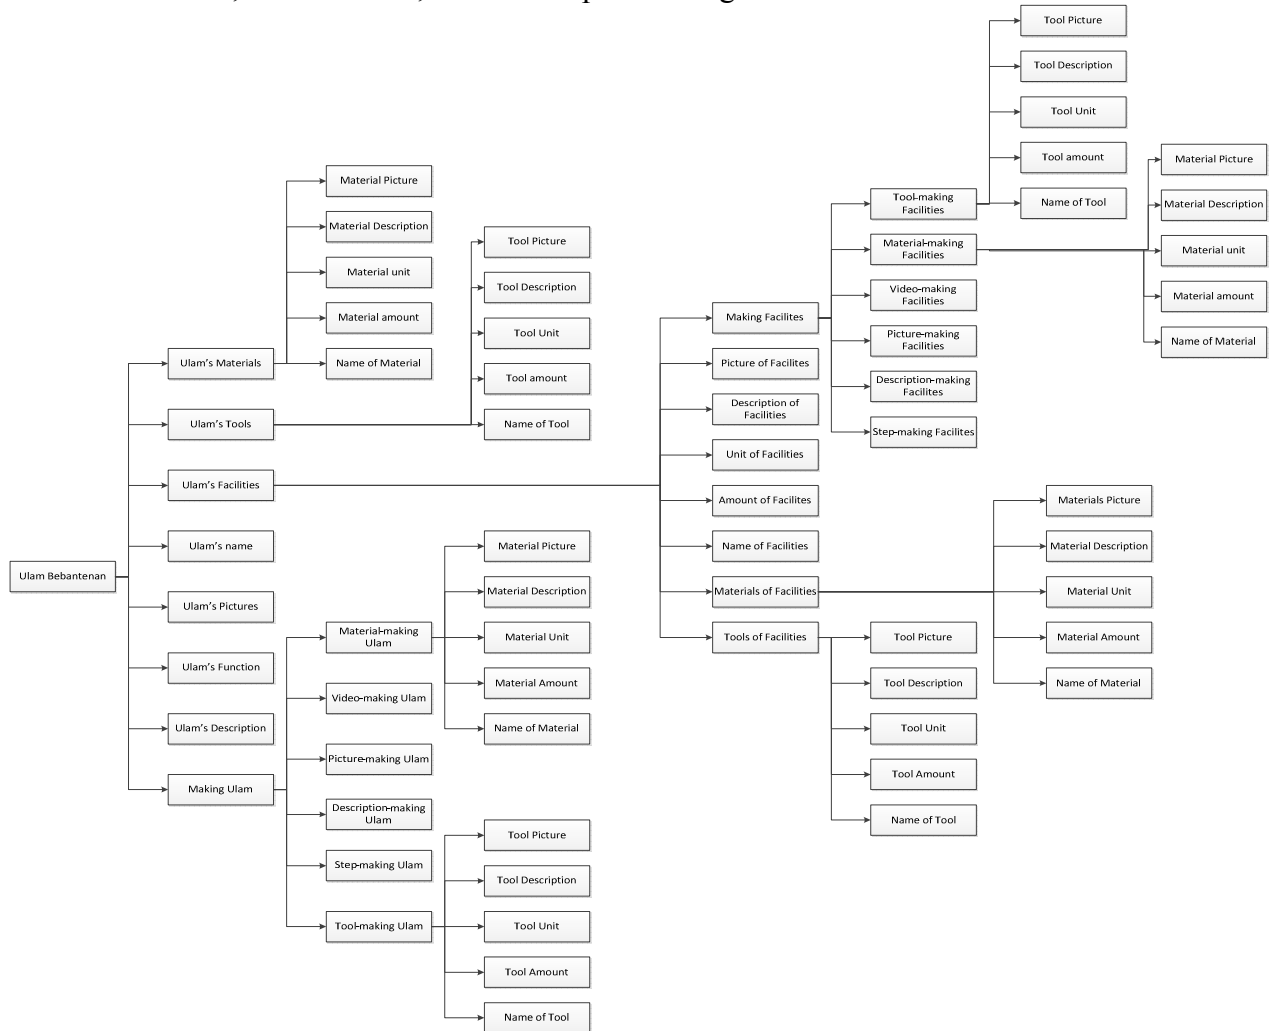 Tool Picture
Tool Description
Tool Unit
Tool amount
Name of Tool
Material Picture
Material Description
Material unit
Material amount
Name of Material
Tool-making
Facilities
Material-making
Facilities
Video-making
Facilities
Picture-making
Facilities
Description-making
Facilites
Step-making Facilites
Making Facilites
Picture of Facilites
Description of
Facilities
Unit of Facilities
Amount of Facilites
Name of Facilities
Materials of Facilities
Tools of Facilities
Materials Picture
Material Description
Material Unit
Material Amount
Name of Material
Tool Picture
Tool Description
Tool Unit
Tool Amount
Name of Tool
Material Picture
Material Description
Material unit
Material amount
Name of Material
Tool Picture
Tool Description
Tool Unit
Tool amount
Name of Tool
Ulam's Materials
Ulam's Tools
Ulam's Facilities
Ulam's name
Ulam Bebantenan
Ulam's Pictures
Ulam's Function
Ulam's Description
Making Ulam
Material-making
Ulam
Video-making Ulam
Picture-making Ulam
Description-making
Ulam
Step-making Ulam
Tool-making Ulam
Material Picture
Material Description
Material Unit
Material Amount
Name of Material
Tool Picture
Tool Description
Tool Unit
Tool Amount
Name of Tool